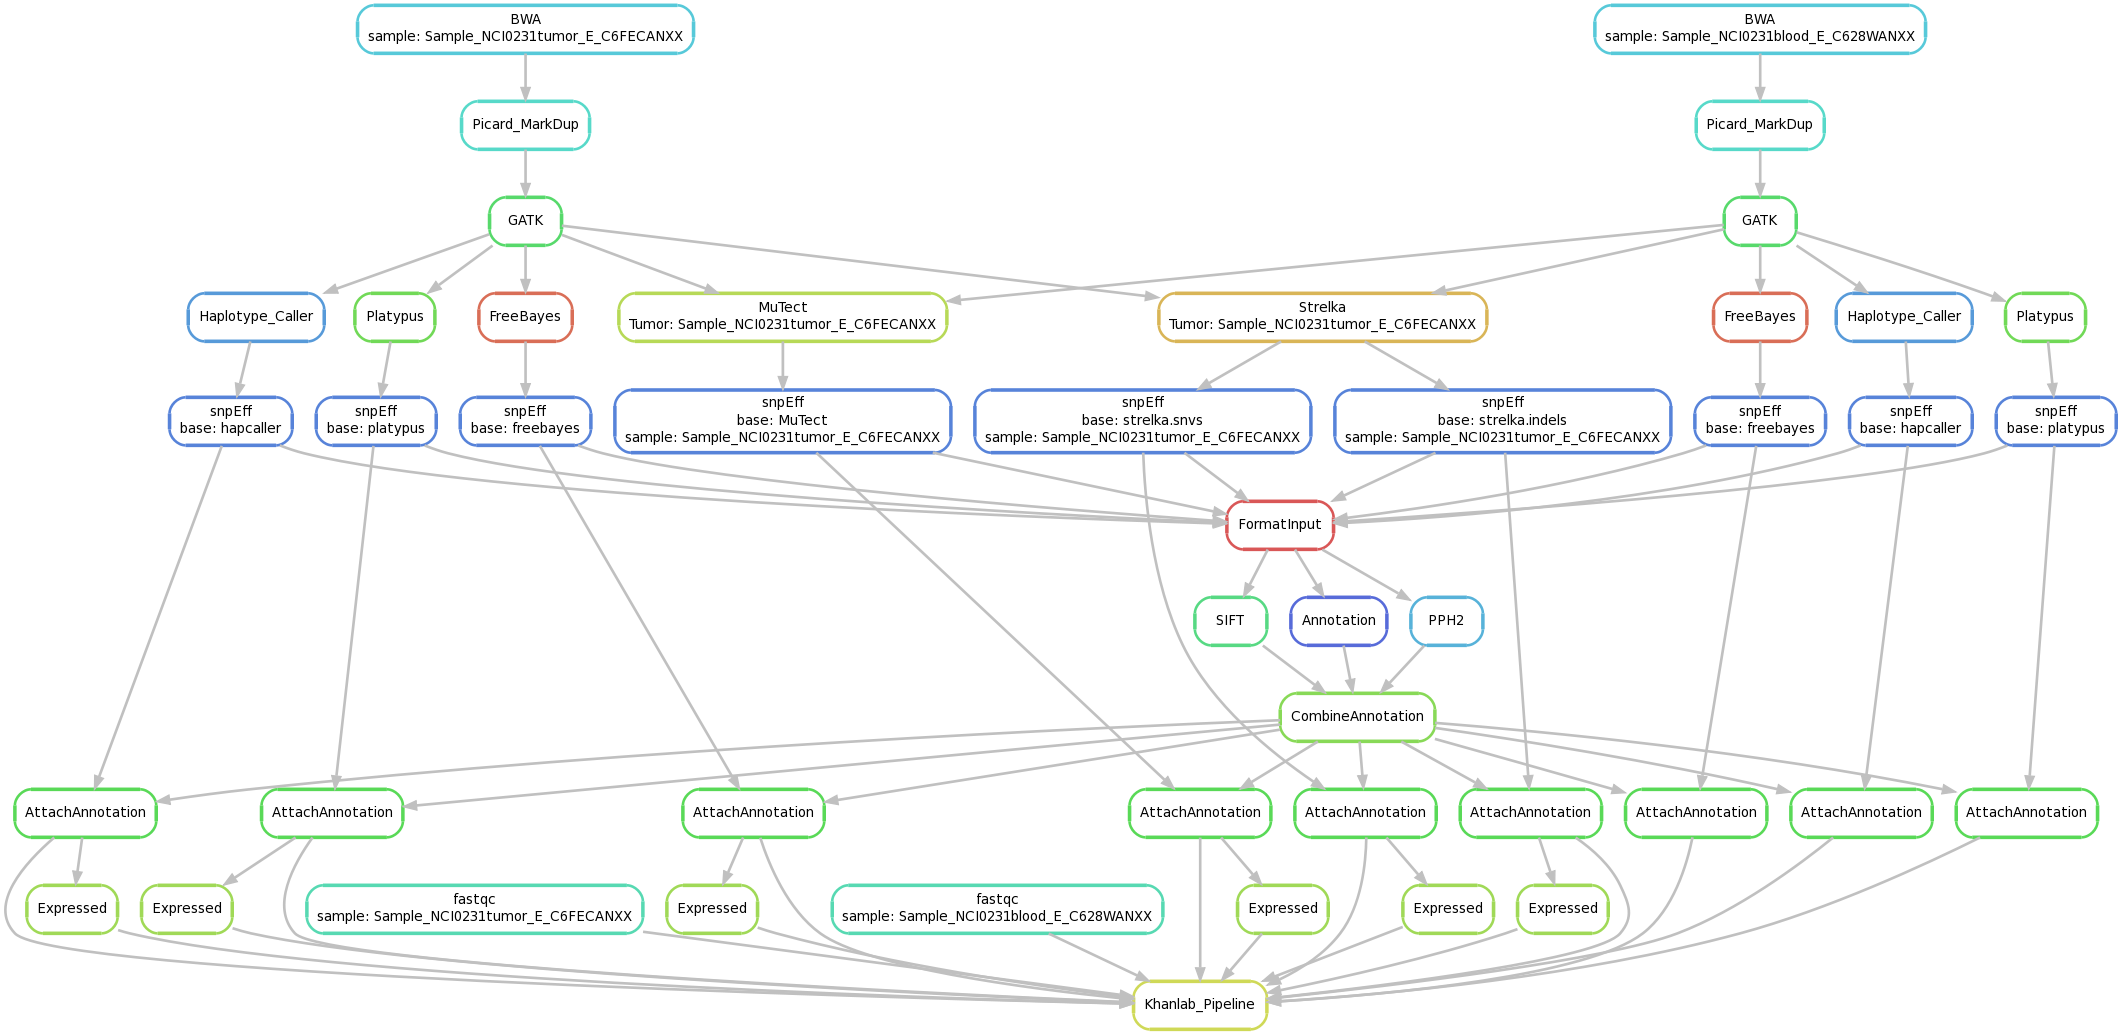 BWA
sample: Sample_NCI0231tumor_E_C6FECANXX
BWA
sample: Sample_NCI0231blood_E_C628WANXX
Picard_MarkDup
Picard_MarkDup
GATK
GATK
Haplotype_Caller
Platypus
FreeBayes
MuTect
Tumor: Sample_NCI0231tumor_E_C6FECANXX
Strelka
Tumor: Sample_NCI0231tumor_E_C6FECANXX
FreeBayes
Haplotype_Caller
Platypus
snpEff
base: hapcaller
snpEff
base: platypus
snpEff
base: freebayes
snpEff
base: MuTect
sample: Sample_NCI0231tumor_E_C6FECANXX
snpEff
base: strelka.snvs
sample: Sample_NCI0231tumor_E_C6FECANXX
snpEff
base: strelka.indels
sample: Sample_NCI0231tumor_E_C6FECANXX
snpEff
base: freebayes
snpEff
base: hapcaller
snpEff
base: platypus
FormatInput
SIFT
Annotation
PPH2
CombineAnnotation
AttachAnnotation
AttachAnnotation
AttachAnnotation
AttachAnnotation
AttachAnnotation
AttachAnnotation
AttachAnnotation
AttachAnnotation
AttachAnnotation
Expressed
Expressed
fastqc
sample: Sample_NCI0231tumor_E_C6FECANXX
Expressed
fastqc
sample: Sample_NCI0231blood_E_C628WANXX
Expressed
Expressed
Expressed
Khanlab_Pipeline